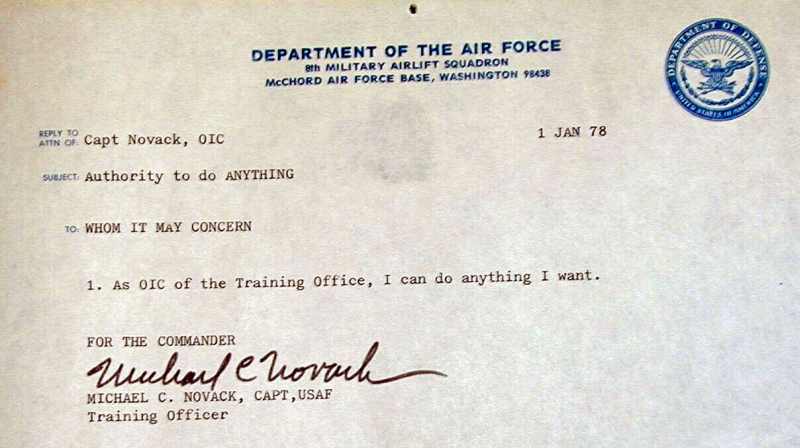 DEPARTMENT OF THE AIR FORCE
8th MILITARY AIRLIFT SQUADRON
McCHORD AIR FORCE BASE, WASHINGTON 98438
DEPARTMENT OF DEFENSE
UNITED STATES OF AMERICA
REPLY TO
ATTN OF: Capt Novack, OIC 1 JAN 78
SUBJECT: Authority to do ANYTHING
TO: WHOM IT MAY CONCERN
1. As OIC of the Training Office, I can do anything I want.
FOR THE COMMANDER
Michael C Novack
MICHAEL C. NOVACK, CAPT,USAF
Training Officer